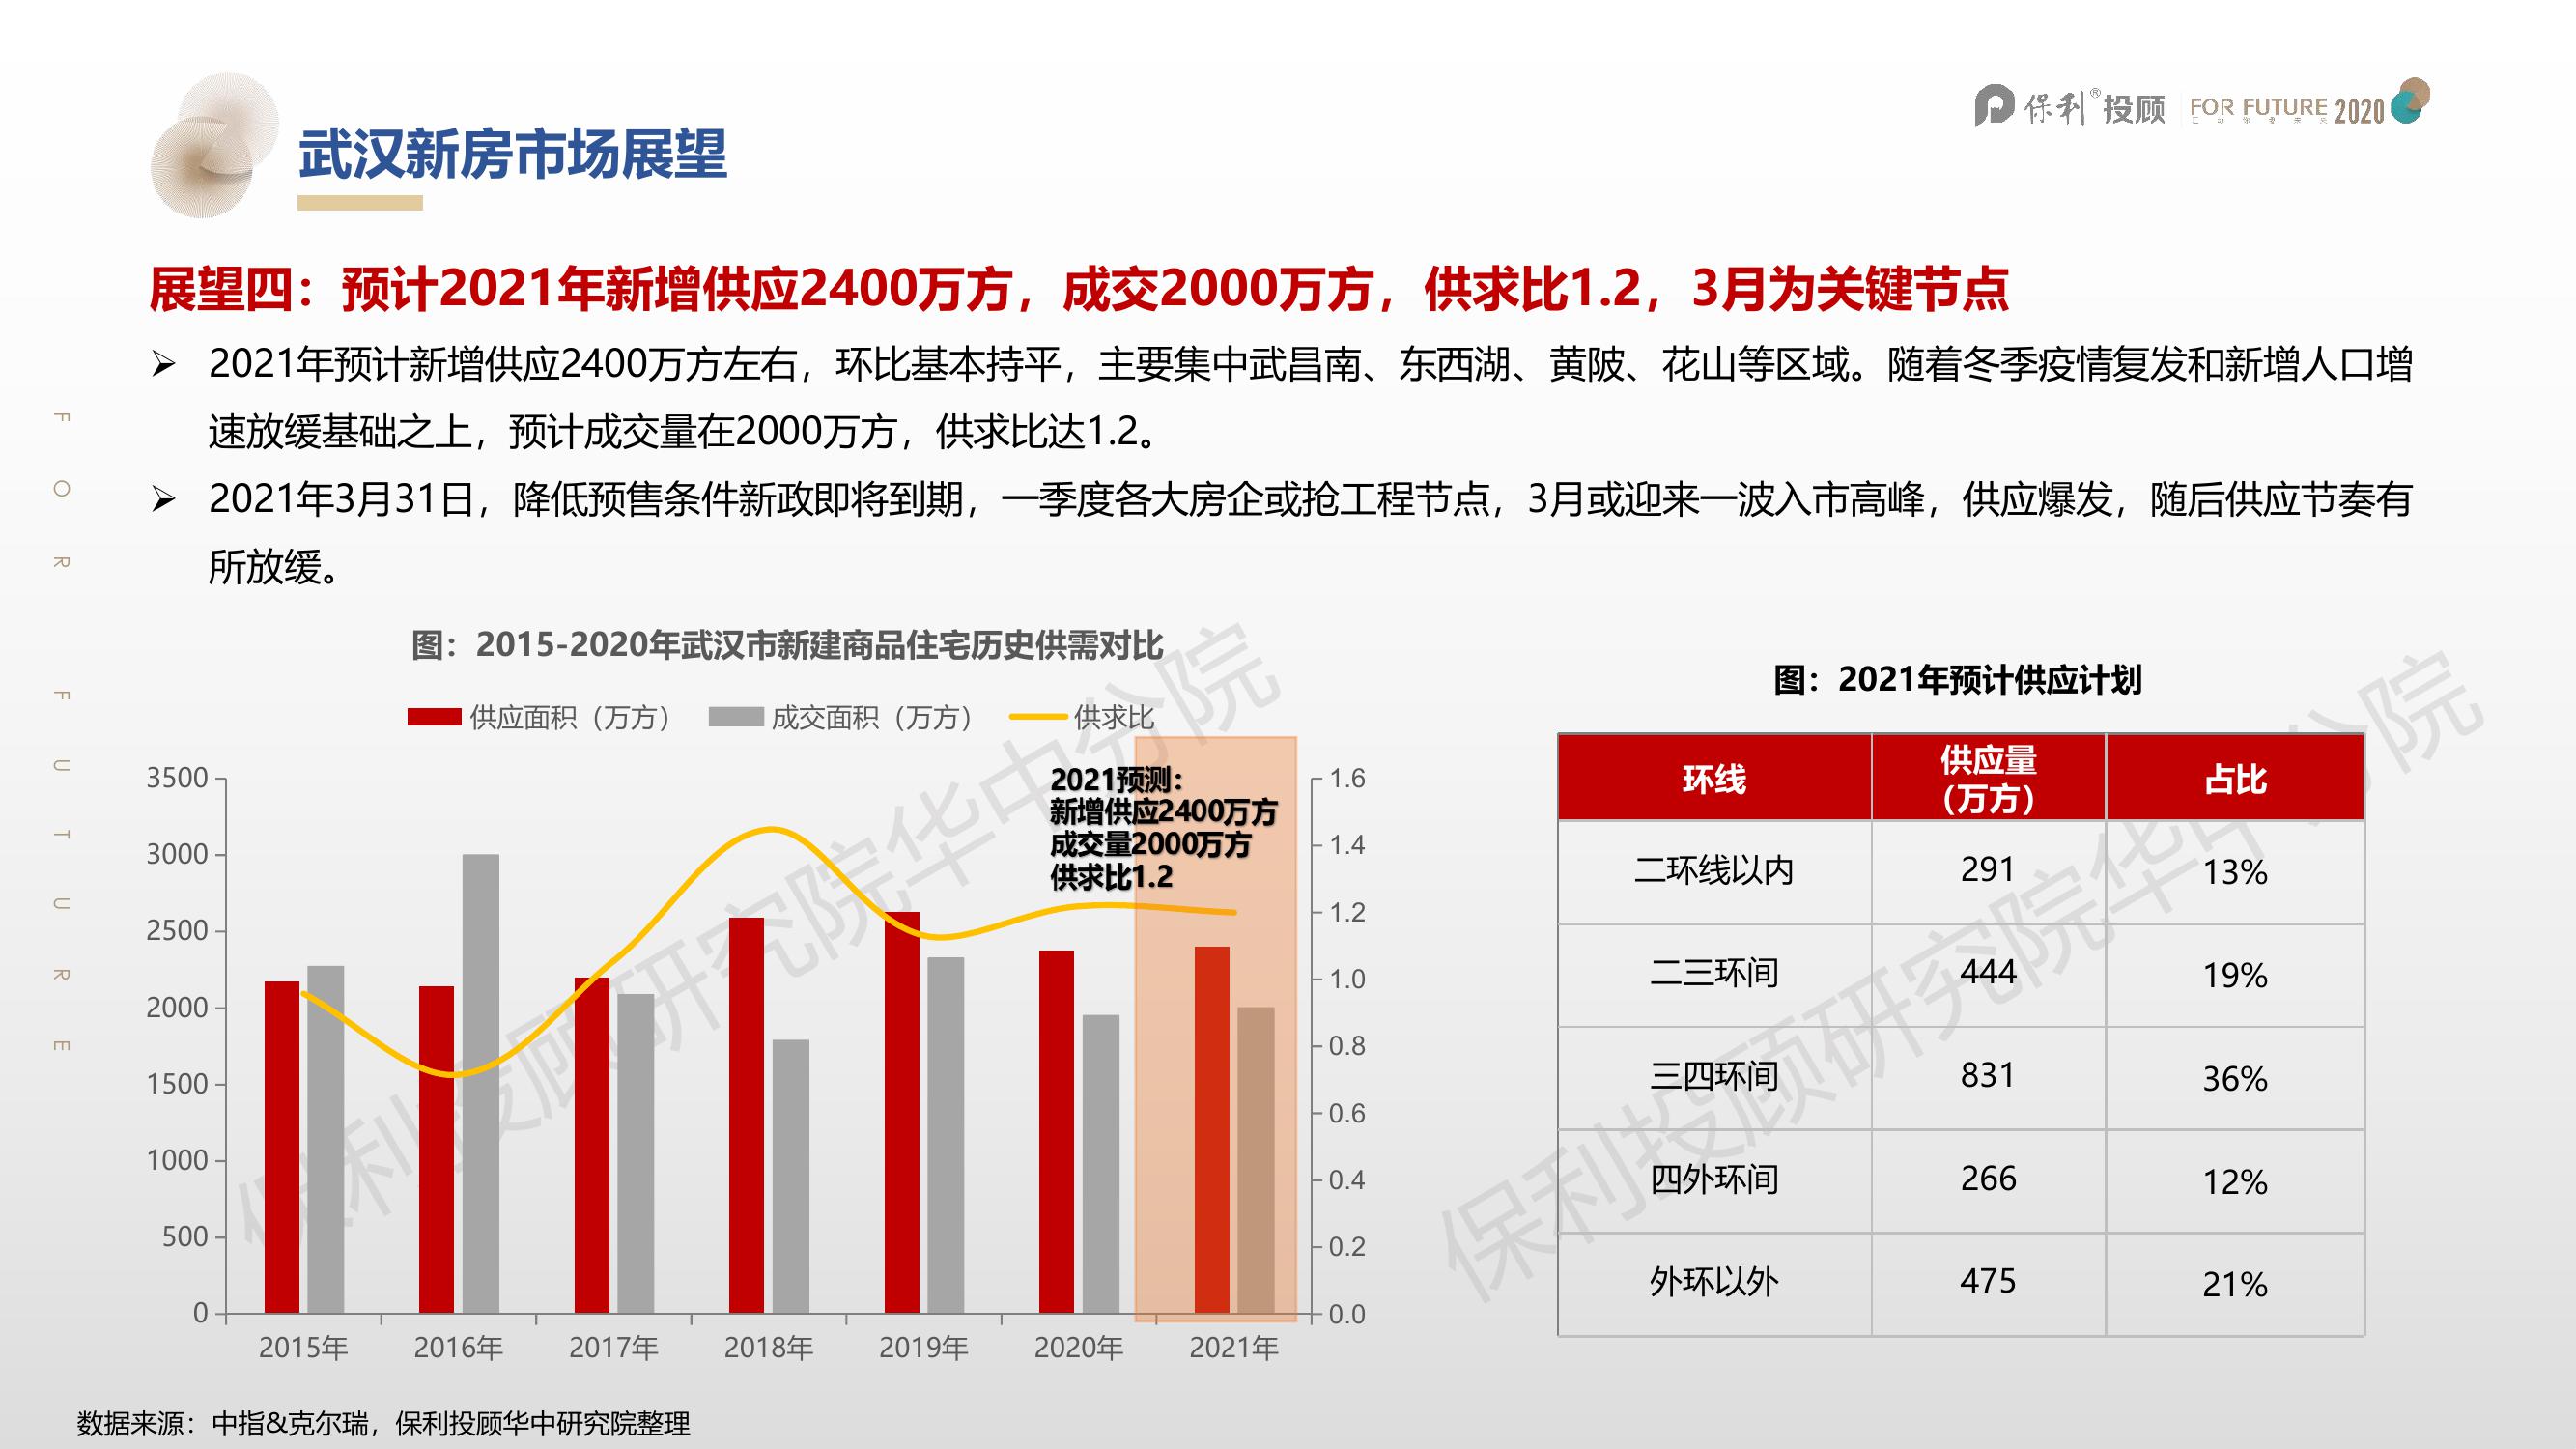 武汉新房市场展望
保利®投顾 FOR FUTURE 2020
展望四：预计2021年新增供应2400万方，成交2000万方，供求比1.2，3月为关键节点
2021年预计新增供应2400万方左右，环比基本持平，主要集中武昌南、东西湖、黄陂、花山等区域。随着冬季疫情复发和新增人口增
速放缓基础之上，预计成交量在2000万方，供求比达1.2。
2021年3月31日，降低预售条件新政即将到期，一季度各大房企或抢工程节点，3月或迎来一波入市高峰，供应爆发，随后供应节奏有
所放缓。
FOR FUTURE
图：2015-2020年武汉市新建商品住宅历史供需对比
供应面积（万方） 成交面积（万方） 供求比
2021预测：
新增供应2400万方
成交量2000万方
供求比1.2
3500
3000
2500
2000
1500
1000
500
0
1.6
1.4
1.2
1.0
0.8
0.6
0.4
0.2
0.0
2015年 2016年 2017年 2018年 2019年 2020年 2021年
保利投顾研究院华中分院
图：2021年预计供应计划
环线 供应量（万方） 占比
二环线以内 291 13%
二三环间 444 19%
三四环间 831 36%
四外环间 266 12%
外环以外 475 21%
保利投顾研究院华中分院
数据来源：中指&克尔瑞，保利投顾华中研究院整理